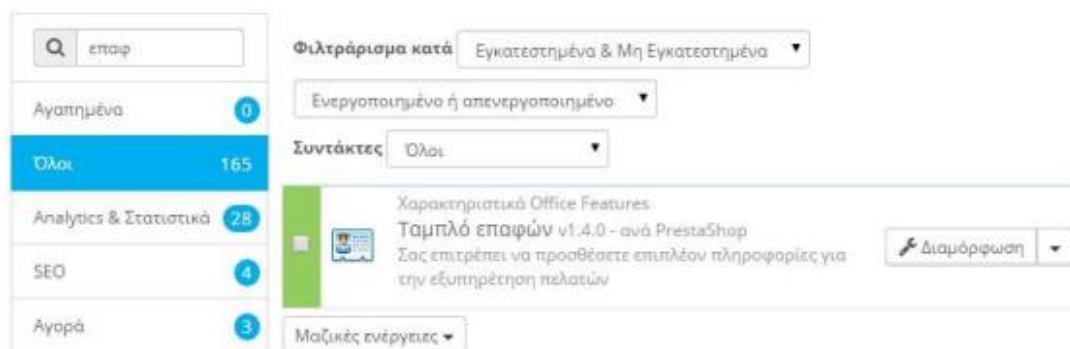 επαφ
Αγαπημένα 0
Όλοι 165
Analytics & Στατιστικά 28
SEO 4
Αγορά 3
Φιλτράρισμα κατά Εγκατεστημένα & Μη Εγκατεστημένα
Ενεργοποιημένο ή απενεργοποιημένο
Συντάκτες Όλοι
Χαρακτηριστικά Office Features
Ταμπλό επαφών v1.4.0 - ανά PrestaShop
Σας επιτρέπει να προσθέσετε επιπλέον πληροφορίες για
την εξυπηρέτηση πελατών
Διαμόρφωση
Μαζικές ενέργειες